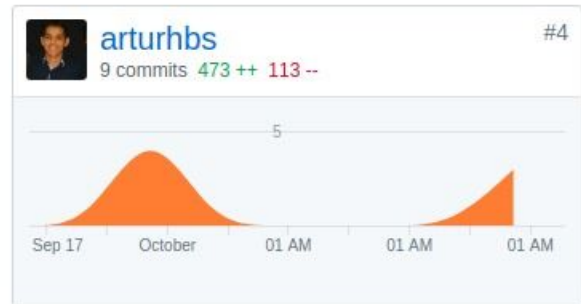 arturhbs #4
9 commits 473 ++ 113 --
5
Sep 17 October 01 AM 01 AM 01 AM